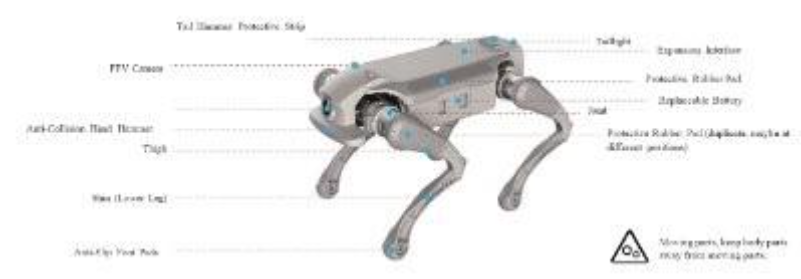 Tail Hammer Protective Strip
Taillight
Expansion Interface
FPV Camera
Protective Rubber Pad
Replaceable Battery
Head
Anti-Collision Head Hammer
Protective Rubber Pad (duplicate, maybe at
different positions)
Thigh
(Lower Leg)
Anti-Slip Foot Pads
Moving parts, keep body parts
away from moving parts.